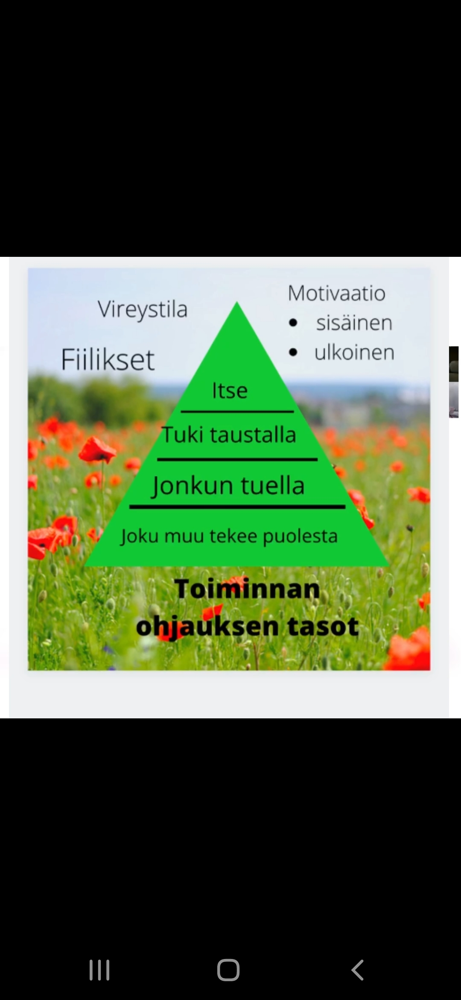 Vireystila
Fiilikset
Motivaatio
• sisäinen
• ulkoinen
Itse
Tuki taustalla
Jonkun tuella
Joku muu tekee puolesta
Toiminnan
ohjauksen tasot